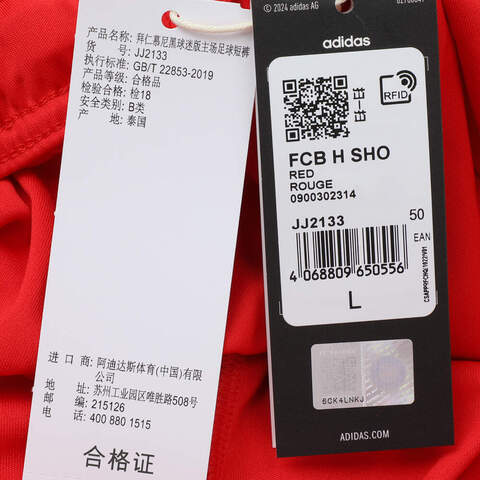 产品名称: 拜仁慕尼黑球迷版主场足球短裤
货 号: JJ2133
执行标准: GB/T 22853-2019
产品等级: 合格品
检验合格: 检18
安全类别: B类
产 地: 泰国
进 口 商: 阿迪达斯体育(中国)有限公司
地 址: 苏州工业园区唯胜路508号
邮 编: 215126
电 话: 400 880 1515
合格证
© 2024 adidas AG
adidas
RFID
FCB H SHO
RED
ROUGE
0900302314
JJ2133
50
EAN
4 068809 650556
L
6CK4LNKJ
ADIDAS.COM